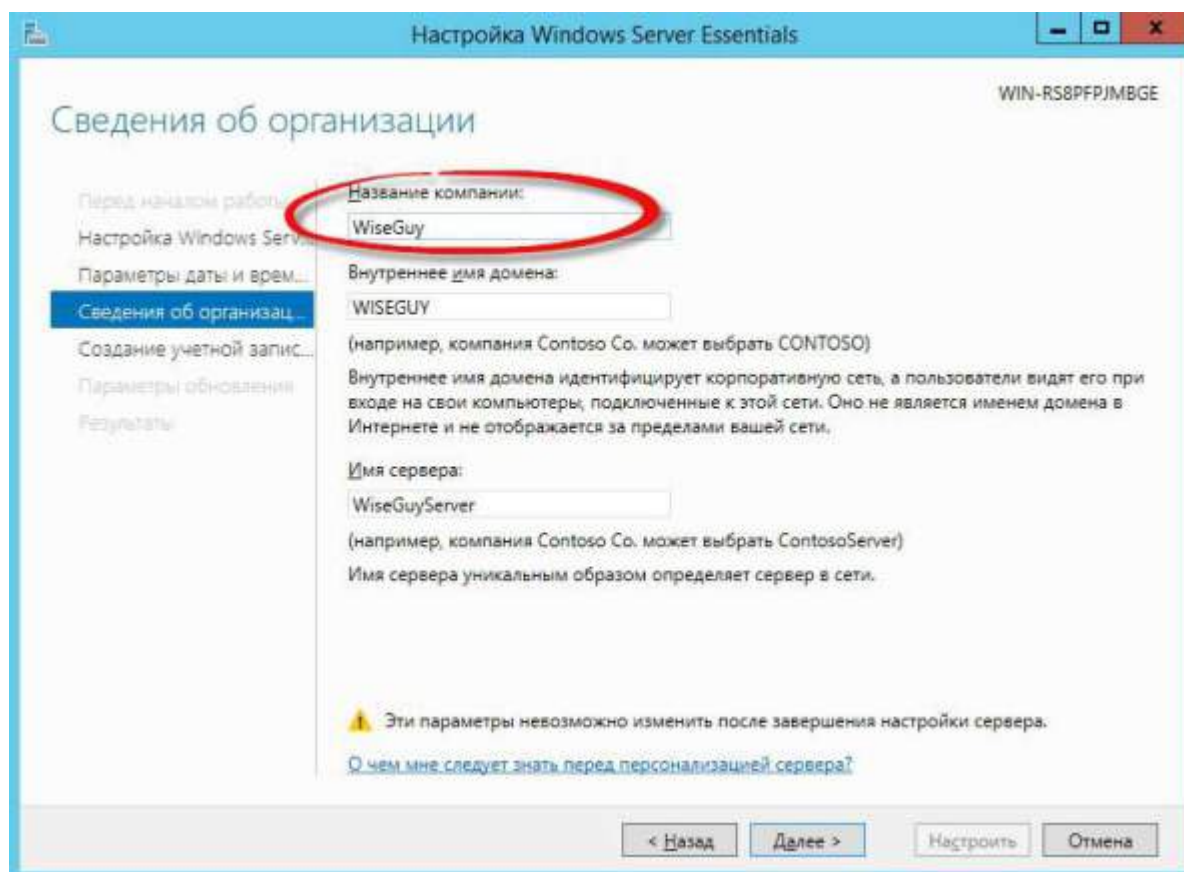 Настройка Windows Server Essentials
WIN-RS8PFPJMBGE
Сведения об организации
Перед началом работы
Настройка Windows Serv...
Параметры даты и врем...
Сведения об организац...
Создание учетной запис...
Параметры обновления
Результаты
Название компании:
WiseGuy
Внутреннее имя домена:
WISEGUY
(например, компания Contoso Co. может выбрать CONTOSO)
Внутреннее имя домена идентифицирует корпоративную сеть, а пользователи видят его при
входе на свои компьютеры, подключенные к этой сети. Оно не является именем домена в
Интернете и не отображается за пределами вашей сети.
Имя сервера:
WiseGuyServer
(например, компания Contoso Co. может выбрать ContosoServer)
Имя сервера уникальным образом определяет сервер в сети.
Эти параметры невозможно изменить после завершения настройки сервера.
О чем мне следует знать перед персонализацией сервера?
< Назад Далее > Настроить Отмена